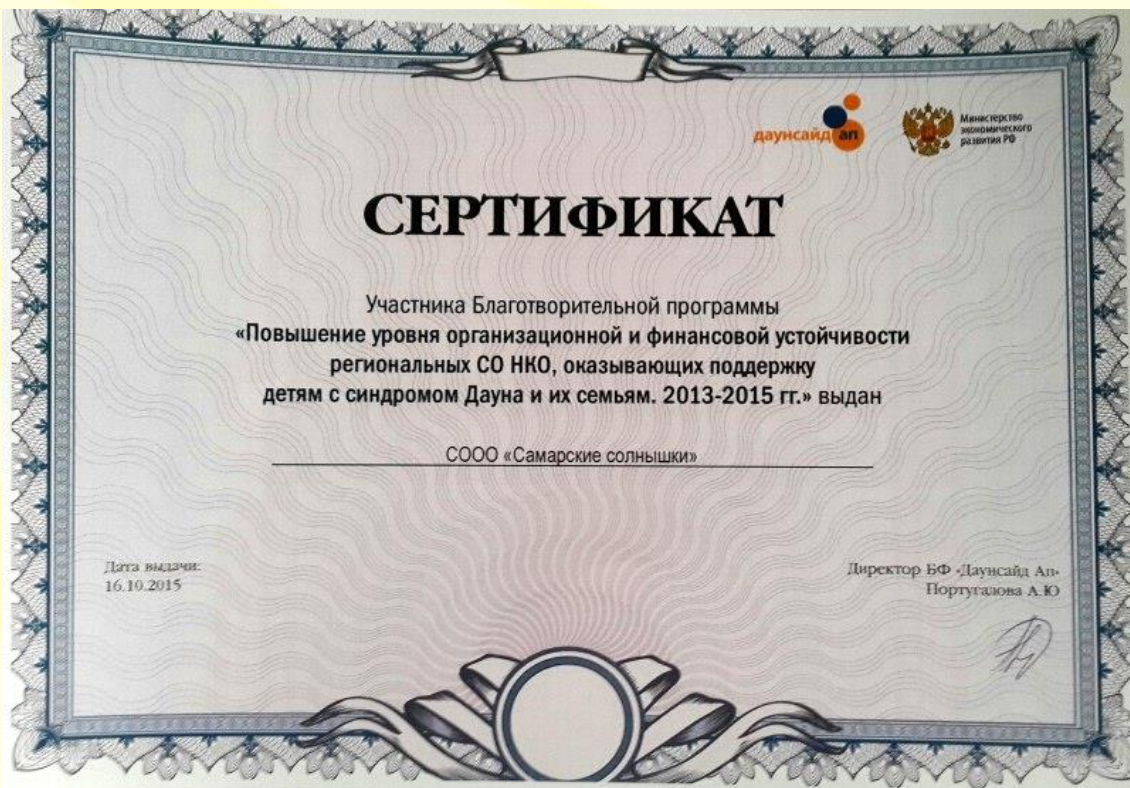 даунсайд ап
Министерство
экономического
развития РФ
СЕРТИФИКАТ
Участника Благотворительной программы
«Повышение уровня организационной и финансовой устойчивости
региональных СО НКО, оказывающих поддержку
детям с синдромом Дауна и их семьям. 2013-2015 гг.» выдан
СООО «Самарские солнышки»
Дата выдачи:
16.10.2015
Директор БФ «Даунсайд Ап»
Португалова А.Ю